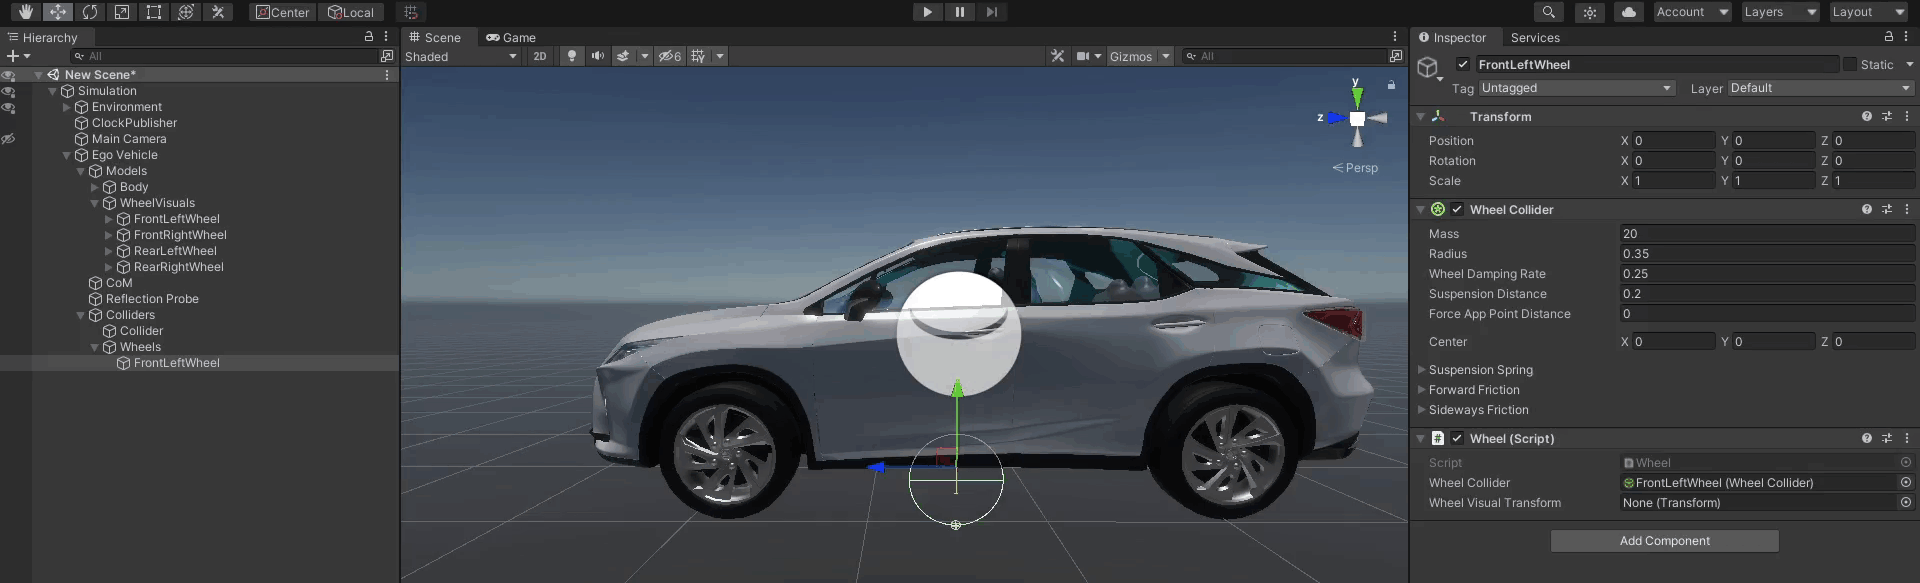 Center
Local
Account
Layers
Layout
Hierarchy
All
New Scene*
Simulation
Environment
ClockPublisher
Main Camera
Ego Vehicle
Models
Body
WheelVisuals
FrontLeftWheel
FrontRightWheel
RearLeftWheel
RearRightWheel
CoM
Reflection Probe
Colliders
Collider
Wheels
FrontLeftWheel
Scene
Game
Shaded
2D
6
Gizmos
All
y
z
Persp
Inspector
Services
FrontLeftWheel
Static
Tag Untagged
Layer Default
Transform
Position X 0 Y 0 Z 0
Rotation X 0 Y 0 Z 0
Scale X 1 Y 1 Z 1
Wheel Collider
Mass 20
Radius 0.35
Wheel Damping Rate 0.25
Suspension Distance 0.2
Force App Point Distance 0
Center X 0 Y 0 Z 0
Suspension Spring
Forward Friction
Sideways Friction
# Wheel (Script)
Script Wheel
Wheel Collider FrontLeftWheel (Wheel Collider)
Wheel Visual Transform None (Transform)
Add Component